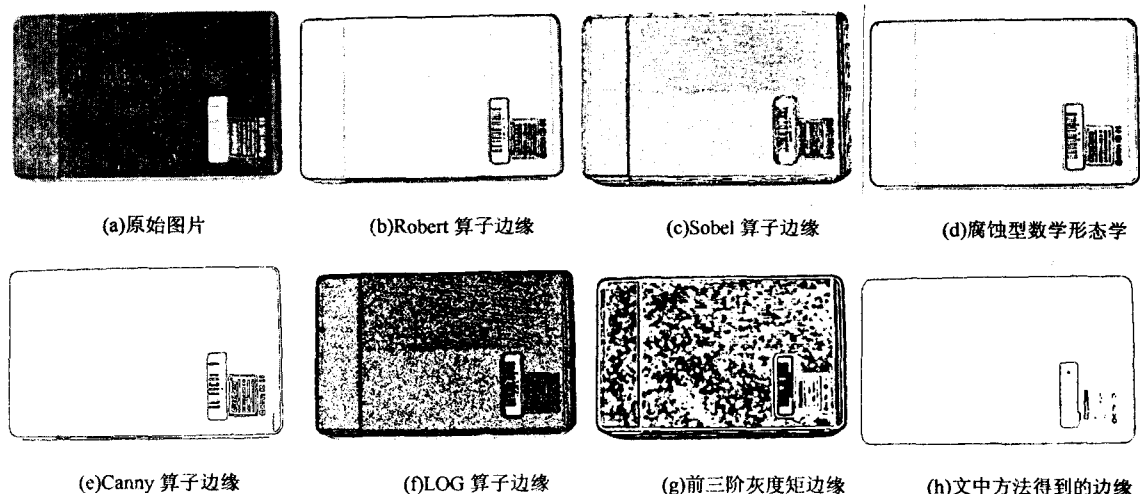 (a)原始图片
(b)Robert 算子边缘
(c)Sobel 算子边缘
(d)腐蚀型数学形态学
(e)Canny 算子边缘
(f)LOG 算子边缘
(g)前三阶灰度矩边缘
(h)文中方法得到的边缘